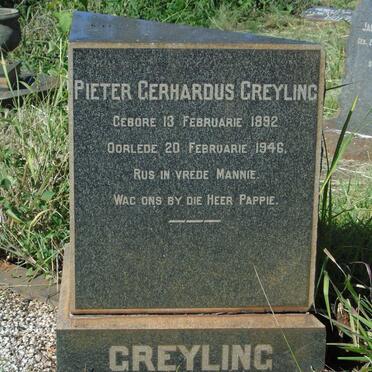 PIETER GERHARDUS GREYLING
GEBORE 13 FEBRUARIE 1892
OORLEDE 20 FEBRUARIE 1946.
RUS IN VREDE MANNIE.
WAG ONS BY DIE HEER PAPPIE.
GREYLING